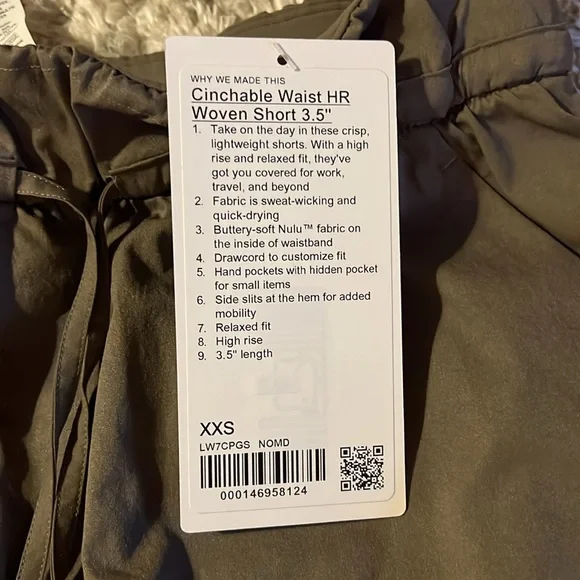 WHY WE MADE THIS
Cinchable Waist HR
Woven Short 3.5"
1. Take on the day in these crisp,
lightweight shorts. With a high
rise and relaxed fit, they've
got you covered for work,
travel, and beyond
2. Fabric is sweat-wicking and
quick-drying
3. Buttery-soft Nulu™ fabric on
the inside of waistband
4. Drawcord to customize fit
5. Hand pockets with hidden pocket
for small items
6. Side slits at the hem for added
mobility
7. Relaxed fit
8. High rise
9. 3.5" length
XXS
LW7CPGS NOMD
000146958124